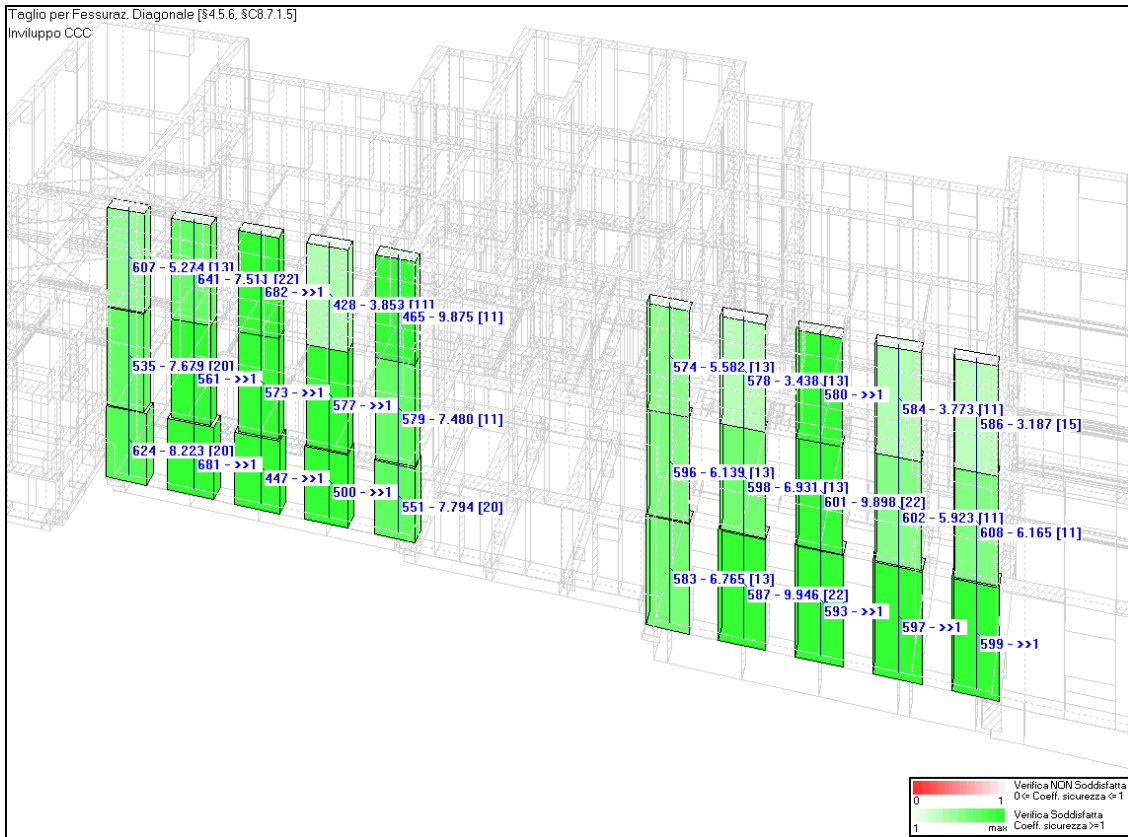 Taglio per Fessuraz. Diagonale [§4.5.6, §C8.7.1.5]
Inviluppo CCC
607 - 5.274 [13]
641 - 7.511 [22]
682 - >>1
428 - 3.853 [11]
465 - 9.875 [11]
535 - 7.679 [20]
561 - >>1
573 - >>1
577 - >>1
579 - 7.480 [11]
624 - 8.223 [20]
681 - >>1
447 - >>1
500 - >>1
551 - 7.794 [20]
574 - 5.582 [13]
578 - 3.438 [13]
580 - >>1
584 - 3.773 [11]
586 - 3.187 [15]
596 - 6.139 [13]
598 - 6.931 [13]
601 - 9.898 [22]
602 - 5.923 [11]
608 - 6.165 [11]
583 - 6.765 [13]
587 - 9.946 [22]
593 - >>1
597 - >>1
599 - >>1
Verifica NON Soddisfatta
0<= Coeff. sicurezza <=1
0 1
Verifica Soddisfatta
Coeff. sicurezza >=1
1 max